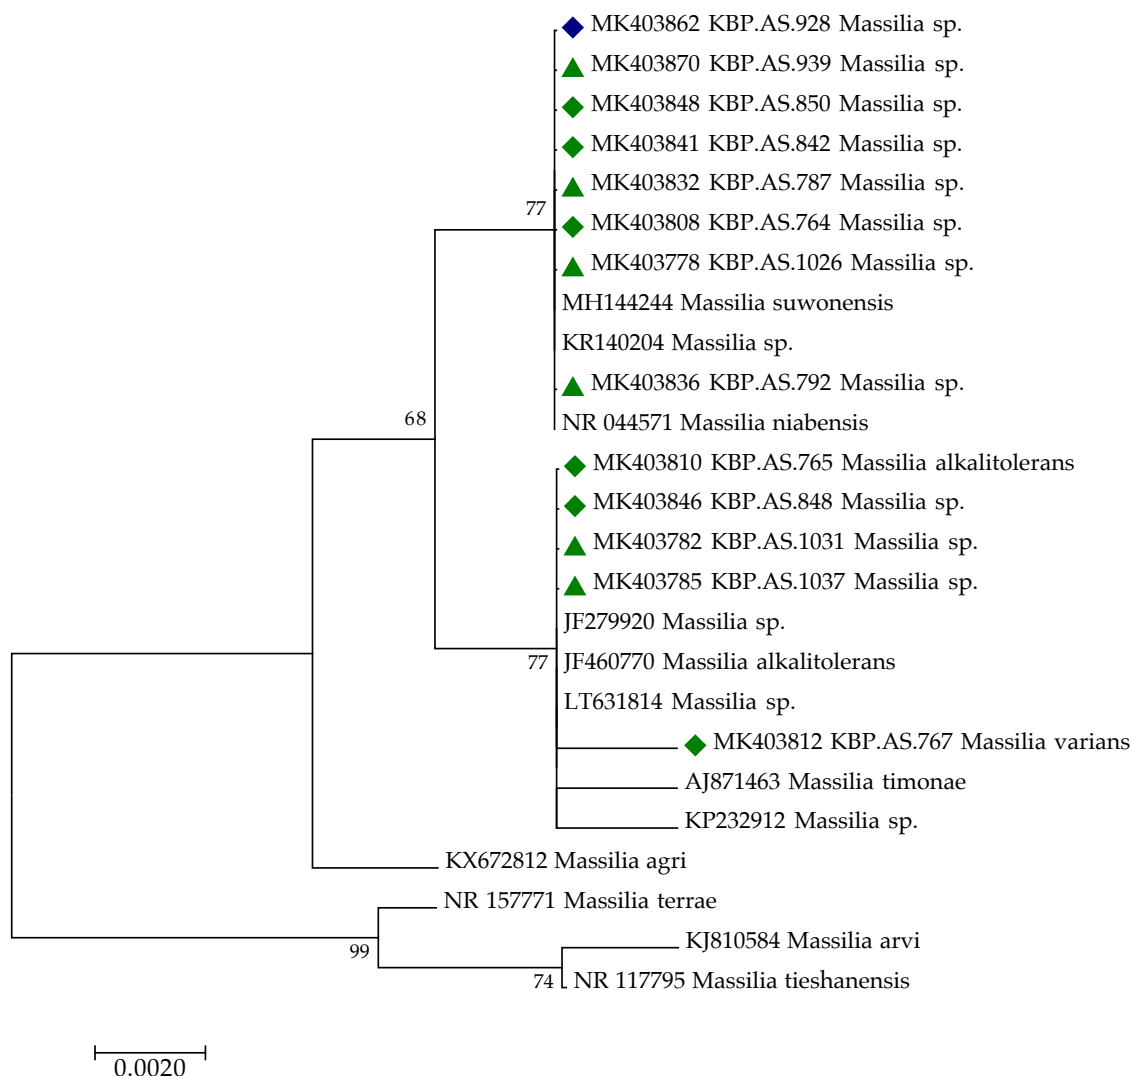 MK403862 KBP.AS.928 Massilia sp.
MK403870 KBP.AS.939 Massilia sp.
MK403848 KBP.AS.850 Massilia sp.
MK403841 KBP.AS.842 Massilia sp.
MK403832 KBP.AS.787 Massilia sp.
77
MK403808 KBP.AS.764 Massilia sp.
MK403778 KBP.AS.1026 Massilia sp.
MH144244 Massilia suwonensis
KR140204 Massilia sp.
MK403836 KBP.AS.792 Massilia sp.
68
NR 044571 Massilia niabensis
MK403810 KBP.AS.765 Massilia alkalitolerans
MK403846 KBP.AS.848 Massilia sp.
MK403782 KBP.AS.1031 Massilia sp.
MK403785 KBP.AS.1037 Massilia sp.
JF279920 Massilia sp.
77
JF460770 Massilia alkalitolerans
LT631814 Massilia sp.
MK403812 KBP.AS.767 Massilia varians
AJ871463 Massilia timonae
KP232912 Massilia sp.
KX672812 Massilia agri
NR 157771 Massilia terrae
99
KJ810584 Massilia arvi
74
NR 117795 Massilia tieshanensis
0.0020